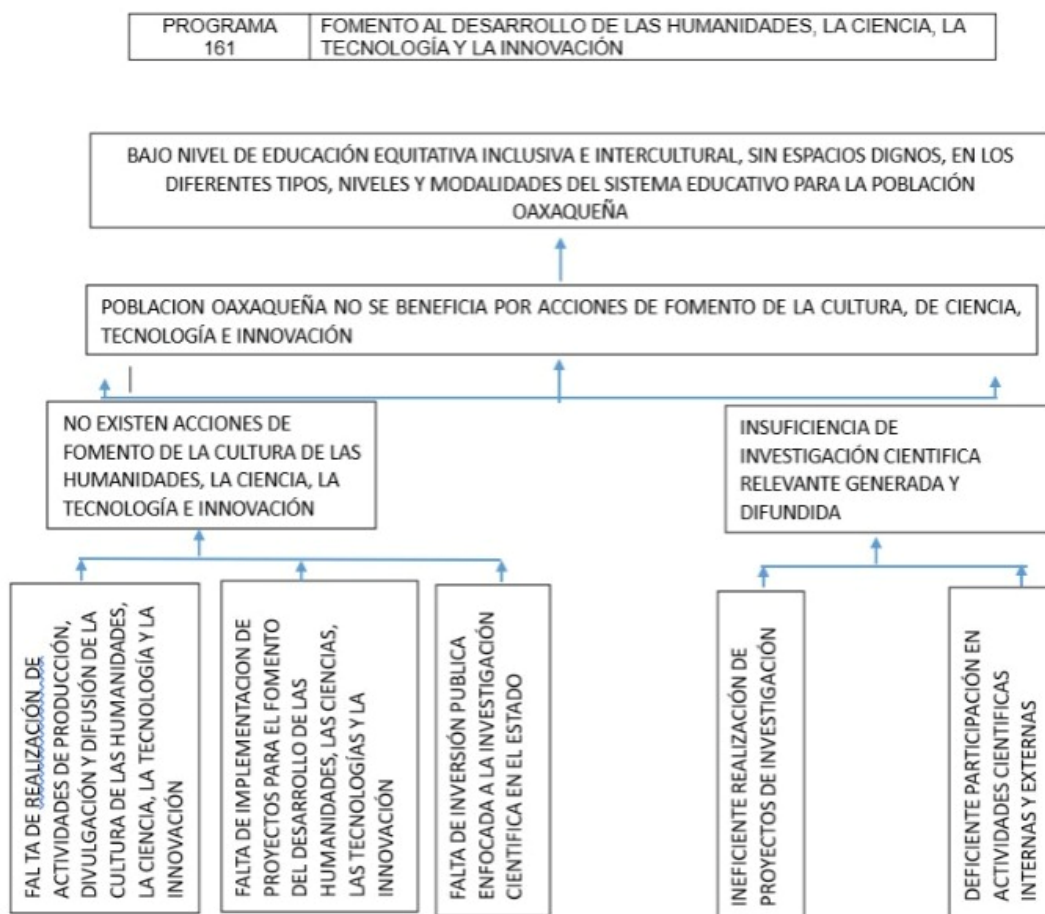 PROGRAMA
161
FOMENTO AL DESARROLLO DE LAS HUMANIDADES, LA CIENCIA, LA
TECNOLOGÍA Y LA INNOVACIÓN
BAJO NIVEL DE EDUCACIÓN EQUITATIVA INCLUSIVA E INTERCULTURAL, SIN ESPACIOS DIGNOS, EN LOS
DIFERENTES TIPOS, NIVELES Y MODALIDADES DEL SISTEMA EDUCATIVO PARA LA POBLACIÓN
OAXAQUEÑA
POBLACION OAXAQUEÑA NO SE BENEFICIA POR ACCIONES DE FOMENTO DE LA CULTURA, DE CIENCIA,
TECNOLOGÍA E INNOVACIÓN
NO EXISTEN ACCIONES DE
FOMENTO DE LA CULTURA DE LAS
HUMANIDADES, LA CIENCIA, LA
TECNOLOGÍA E INNOVACIÓN
INSUFICIENCIA DE
INVESTIGACIÓN CIENTIFICA
RELEVANTE GENERADA Y
DIFUNDIDA
FALTA DE REALIZACIÓN DE
ACTIVIDADES DE PRODUCCIÓN,
DIVULGACIÓN Y DIFUSIÓN DE LA
CULTURA DE LAS HUMANIDADES,
LA CIENCIA, LA TECNOLOGÍA Y LA
INNOVACIÓN
FALTA DE IMPLEMENTACION DE
PROYECTOS PARA EL FOMENTO
DEL DESARROLLO DE LAS
HUMANIDADES, LAS CIENCIAS,
LAS TECNOLOGÍAS Y LA
INNOVACIÓN
FALTA DE INVERSIÓN PUBLICA
ENFOCADA A LA INVESTIGACIÓN
CIENTIFICA EN EL ESTADO
INEFICIENTE REALIZACIÓN DE
PROYECTOS DE INVESTIGACIÓN
DEFICIENTE PARTICIPACIÓN EN
ACTIVIDADES CIENTIFICAS
INTERNAS Y EXTERNAS